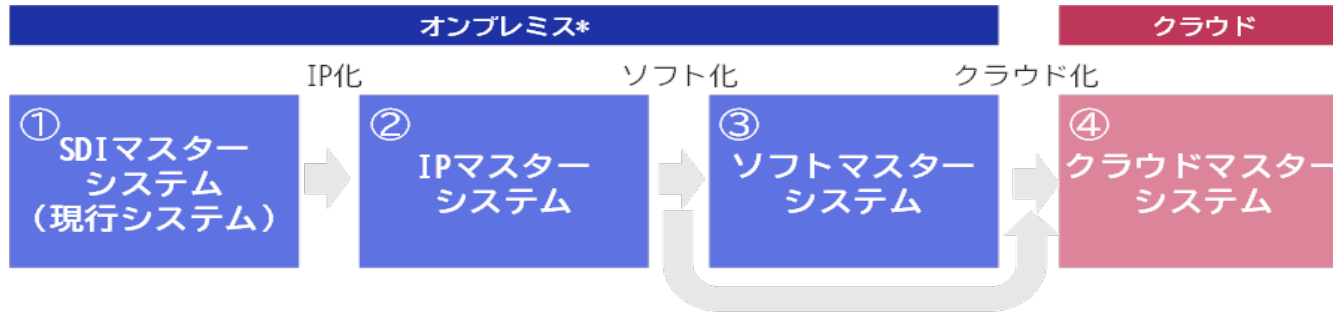 オンプレミス*
クラウド
IP化
ソフト化
クラウド化
①
SDIマスター
システム
（現行システム）
②
IPマスター
システム
③
ソフトマスター
システム
④
クラウドマスター
システム